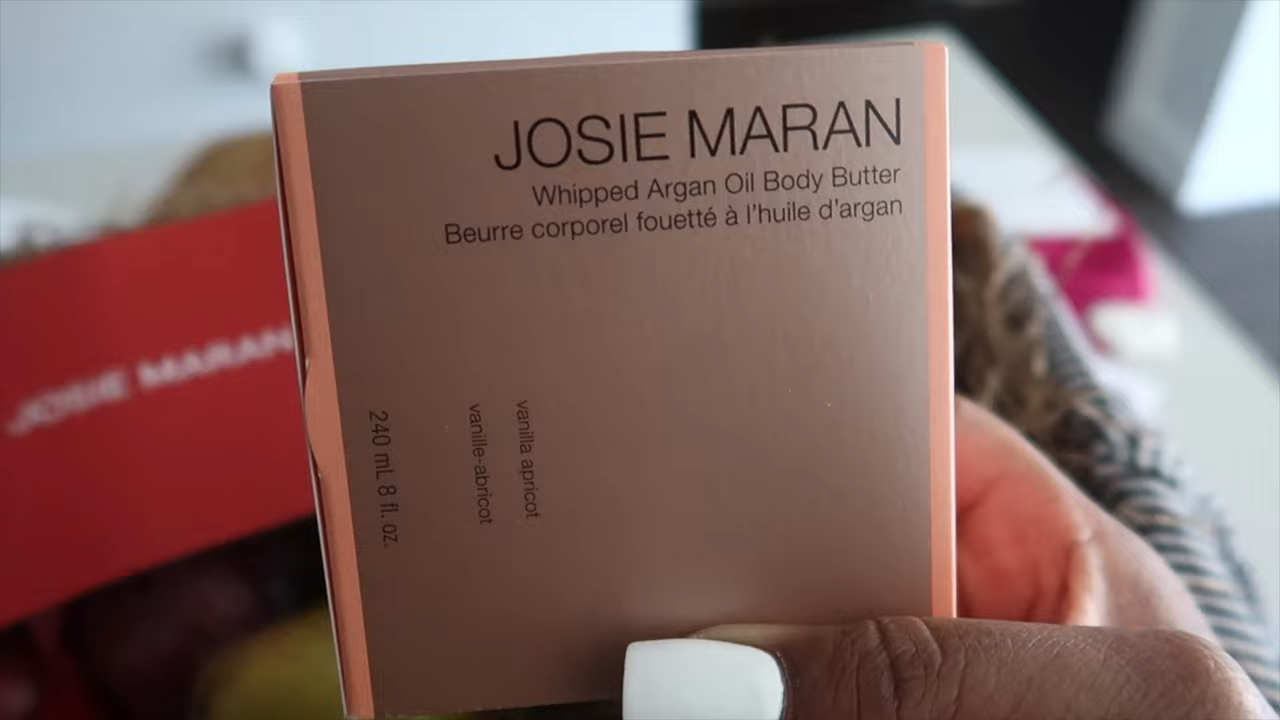 JOSIE MARAN
Whipped Argan Oil Body Butter
Beurre corporel fouetté à l'huile d'argan
vanilla apricot
vanille-abricot
240 mL 8 fl. oz.
JOSIE MARAN